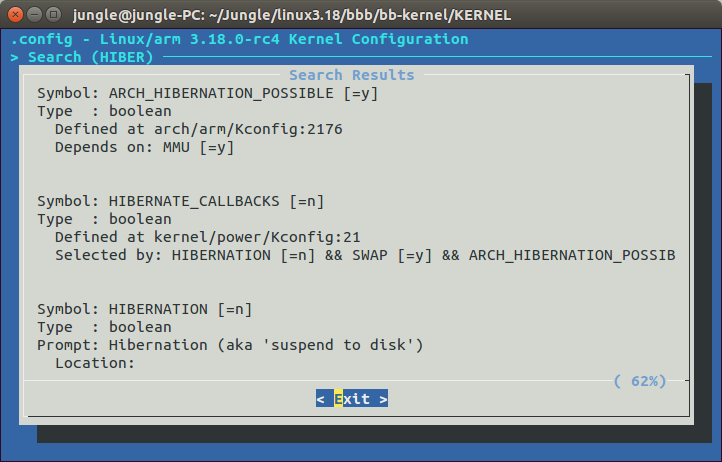 jungle@jungle-PC: ~/Jungle/linux3.18/bbb/bb-kernel/KERNEL
.config - Linux/arm 3.18.0-rc4 Kernel Configuration
> Search (HIBER)
Search Results
Symbol: ARCH_HIBERNATION_POSSIBLE [=y]
Type  : boolean
  Defined at arch/arm/Kconfig:2176
  Depends on: MMU [=y]
Symbol: HIBERNATE_CALLBACKS [=n]
Type  : boolean
  Defined at kernel/power/Kconfig:21
  Selected by: HIBERNATION [=n] && SWAP [=y] && ARCH_HIBERNATION_POSSIB
Symbol: HIBERNATION [=n]
Type  : boolean
Prompt: Hibernation (aka 'suspend to disk')
  Location:
( 62%)
< Exit >